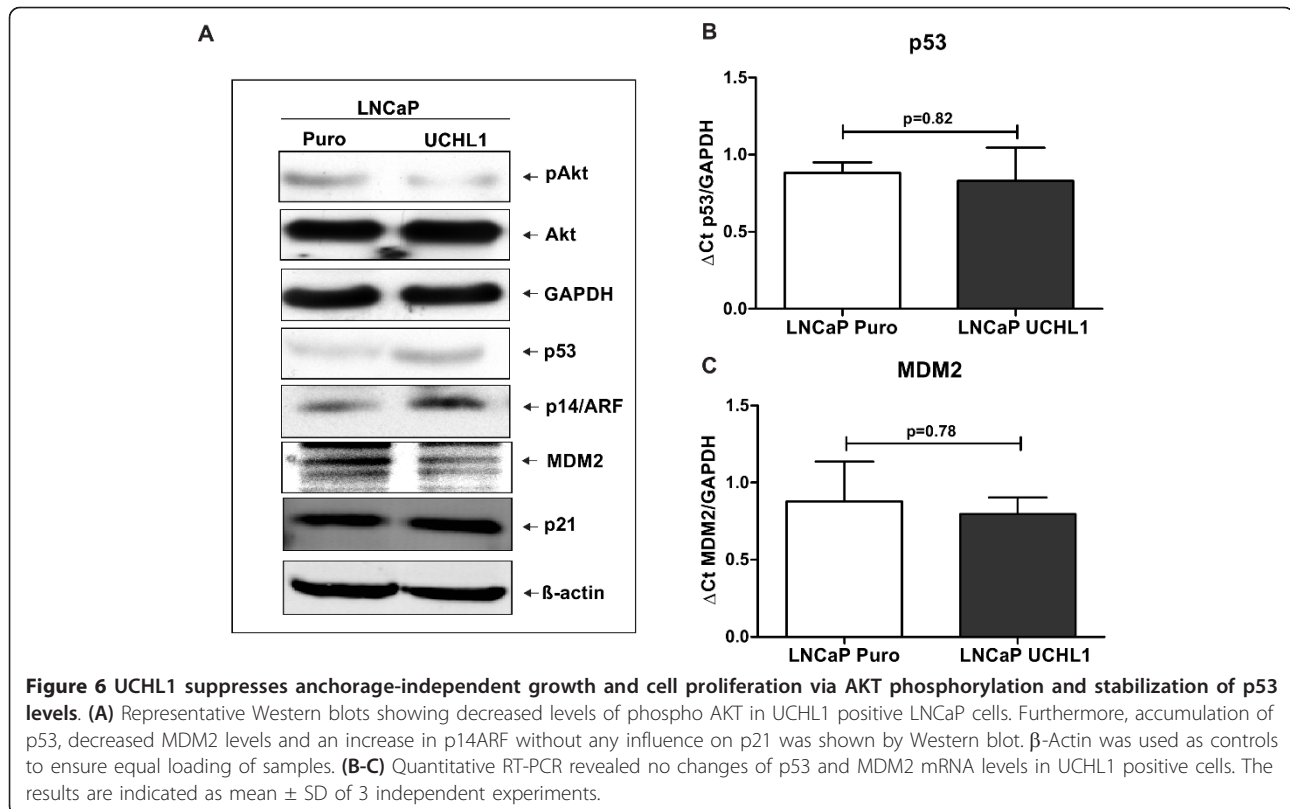 A
LNCaP
Puro UCHL1
pAkt
Akt
GAPDH
p53
p14/ARF
MDM2
p21
ß-actin
B
p53
1.5
1.0
0.5
0.0
ΔCt p53/GAPDH
p=0.82
LNCaP Puro LNCaP UCHL1
C
MDM2
1.5
1.0
0.5
0.0
ΔCt MDM2/GAPDH
p=0.78
LNCaP Puro LNCaP UCHL1
Figure 6 UCHL1 suppresses anchorage-independent growth and cell proliferation via AKT phosphorylation and stabilization of p53
levels. (A) Representative Western blots showing decreased levels of phospho AKT in UCHL1 positive LNCaP cells. Furthermore, accumulation of
p53, decreased MDM2 levels and an increase in p14ARF without any influence on p21 was shown by Western blot. β-Actin was used as controls
to ensure equal loading of samples. (B-C) Quantitative RT-PCR revealed no changes of p53 and MDM2 mRNA levels in UCHL1 positive cells. The
results are indicated as mean ± SD of 3 independent experiments.